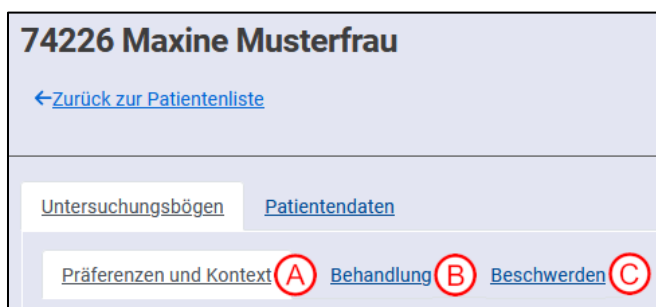 74226 Maxine Musterfrau
←Zurück zur Patientenliste
Untersuchungsbögen Patientendaten
Präferenzen und Kontext A Behandlung B Beschwerden C